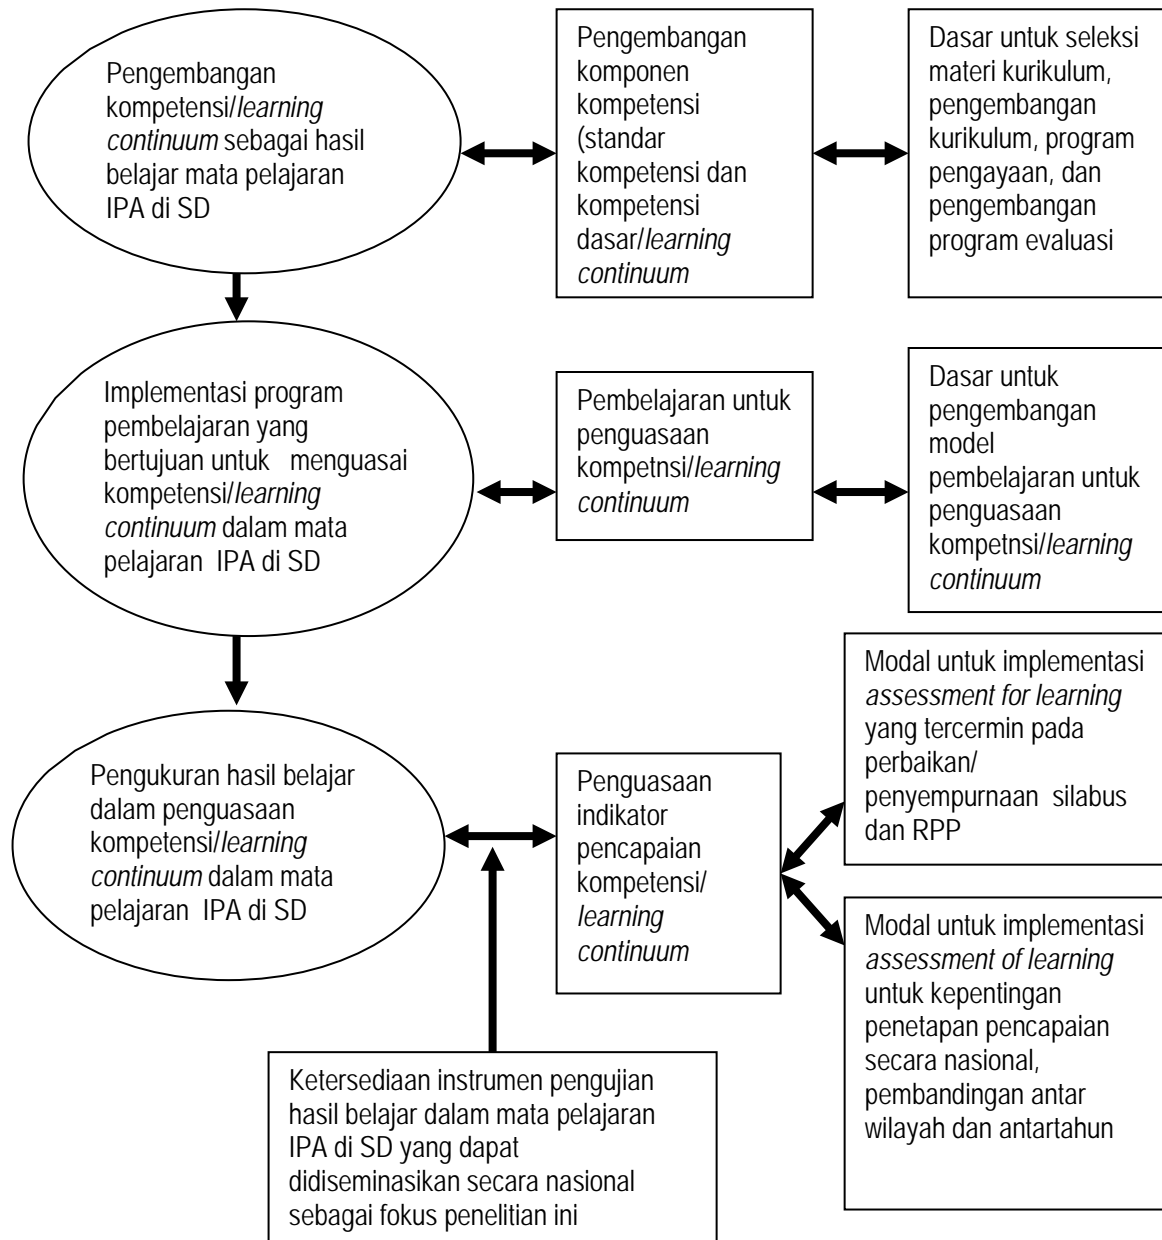 Pengembangan
kompetensi/learning
continuum sebagai hasil
belajar mata pelajaran
IPA di SD
Pengembangan
komponen
kompetensi
(standar
kompetensi dan
kompetensi
dasar/learning
continuum
Dasar untuk seleksi
materi kurikulum,
pengembangan
kurikulum, program
pengayaan, dan
pengembangan
program evaluasi
Implementasi program
pembelajaran yang
bertujuan untuk menguasai
kompetensi/learning
continuum dalam mata
pelajaran IPA di SD
Pembelajaran untuk
penguasaan
kompetnsi/learning
continuum
Dasar untuk
pengembangan
model
pembelajaran untuk
penguasaan
kompetnsi/learning
continuum
Pengukuran hasil belajar
dalam penguasaan
kompetensi/learning
continuum dalam mata
pelajaran IPA di SD
Penguasaan
indikator
pencapaian
kompetensi/
learning
continuum
Modal untuk implementasi
assessment for learning
yang tercermin pada
perbaikan/
penyempurnaan silabus
dan RPP
Modal untuk implementasi
assessment of learning
untuk kepentingan
penetapan pencapaian
secara nasional,
pembandingan antar
wilayah dan antartahun
Ketersediaan instrumen pengujian
hasil belajar dalam mata pelajaran
IPA di SD yang dapat
didiseminasikan secara nasional
sebagai fokus penelitian ini